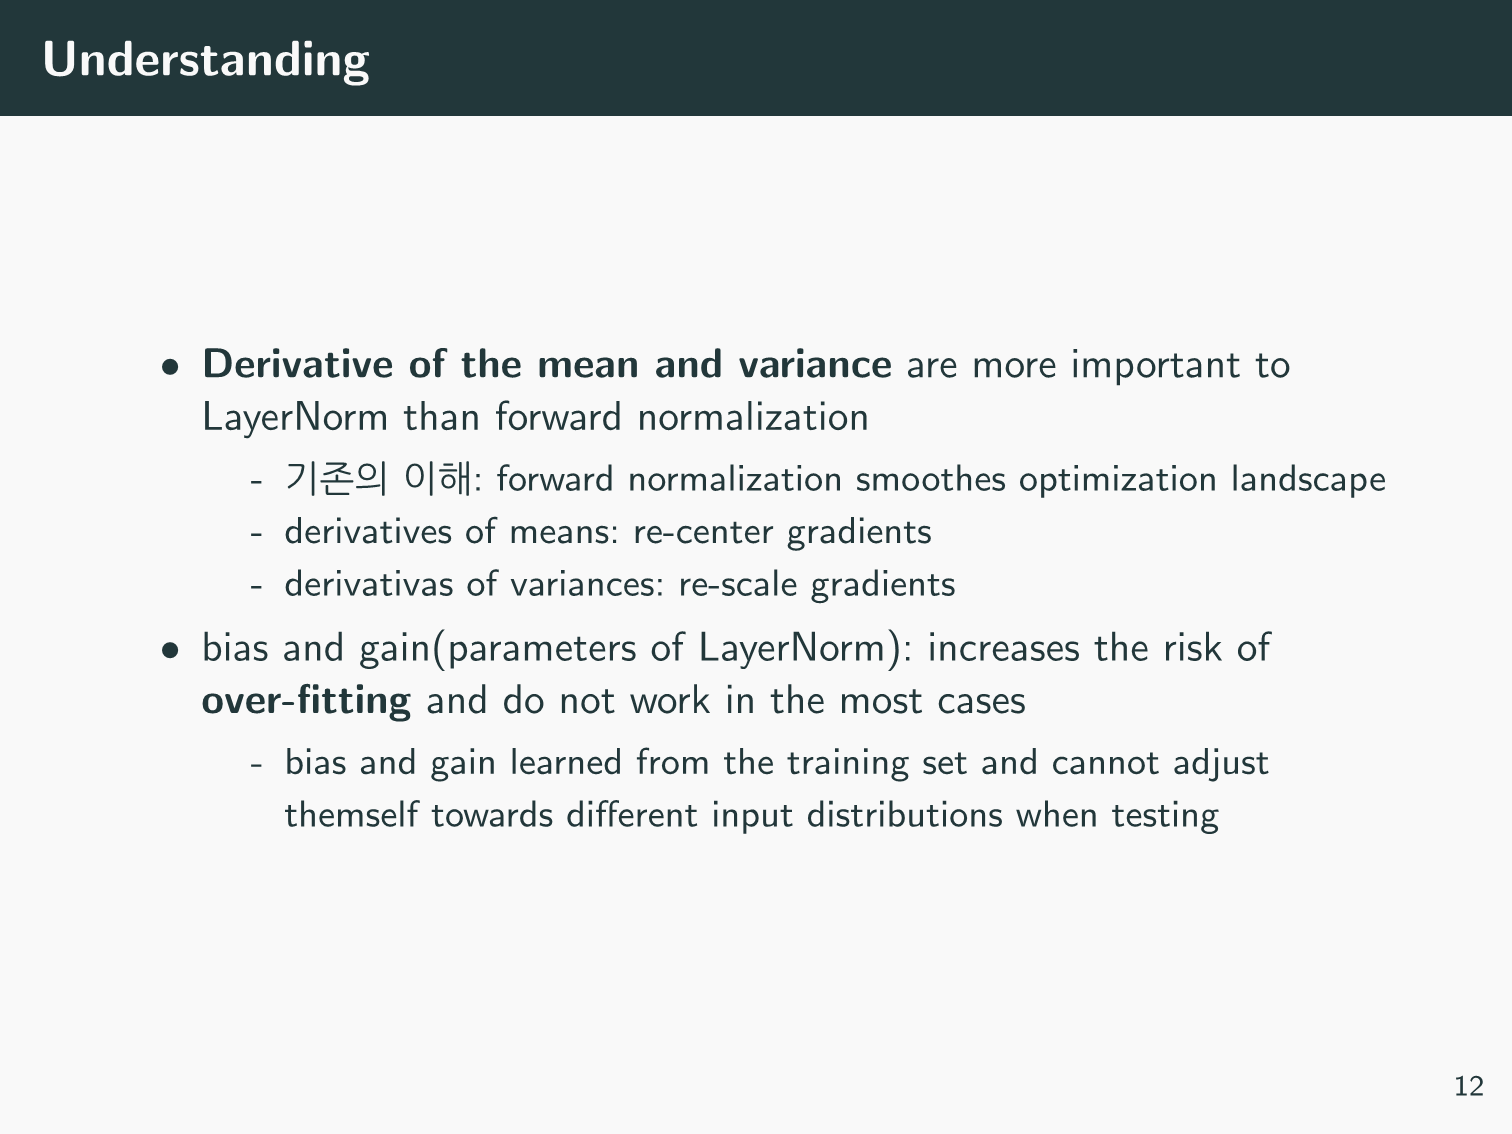 Understanding
• Derivative of the mean and variance are more important to
LayerNorm than forward normalization
- 기존의 이해: forward normalization smoothes optimization landscape
- derivatives of means: re-center gradients
- derivativas of variances: re-scale gradients
• bias and gain(parameters of LayerNorm): increases the risk of
over-fitting and do not work in the most cases
- bias and gain learned from the training set and cannot adjust
themself towards different input distributions when testing
12